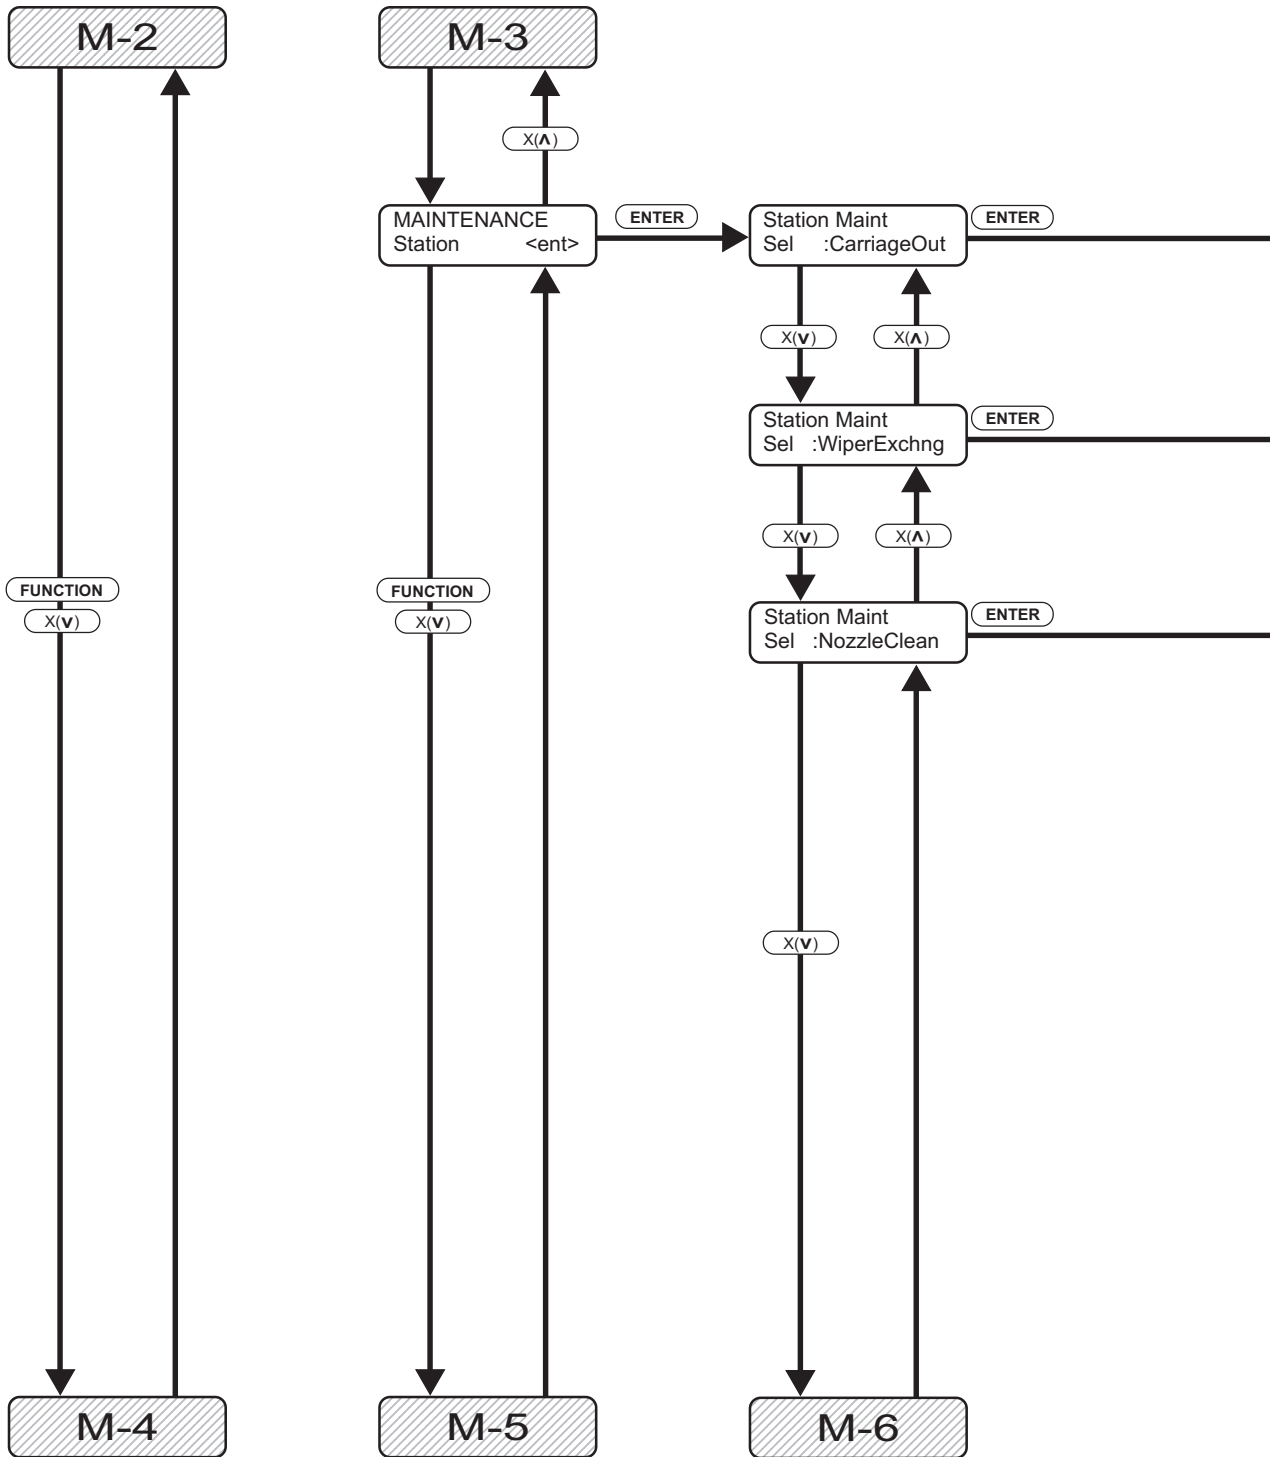 M-2
M-3
X(∧)
MAINTENANCE
Station <ent>
ENTER
Station Maint
Sel :CarriageOut
ENTER
X(∨)
X(∧)
Station Maint
Sel :WiperExchng
ENTER
X(∨)
X(∧)
FUNCTION
X(∨)
FUNCTION
X(∨)
Station Maint
Sel :NozzleClean
ENTER
X(∨)
M-4
M-5
M-6